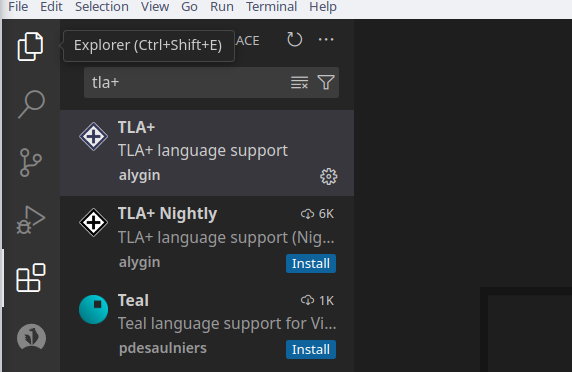 File Edit Selection View Go Run Terminal Help
Explorer (Ctrl+Shift+E)
ACE
tla+
TLA+
TLA+ language support
alygin
TLA+ Nightly 6K
TLA+ language support (Nig...
alygin Install
Teal 1K
Teal language support for Vi...
pdesaulniers Install